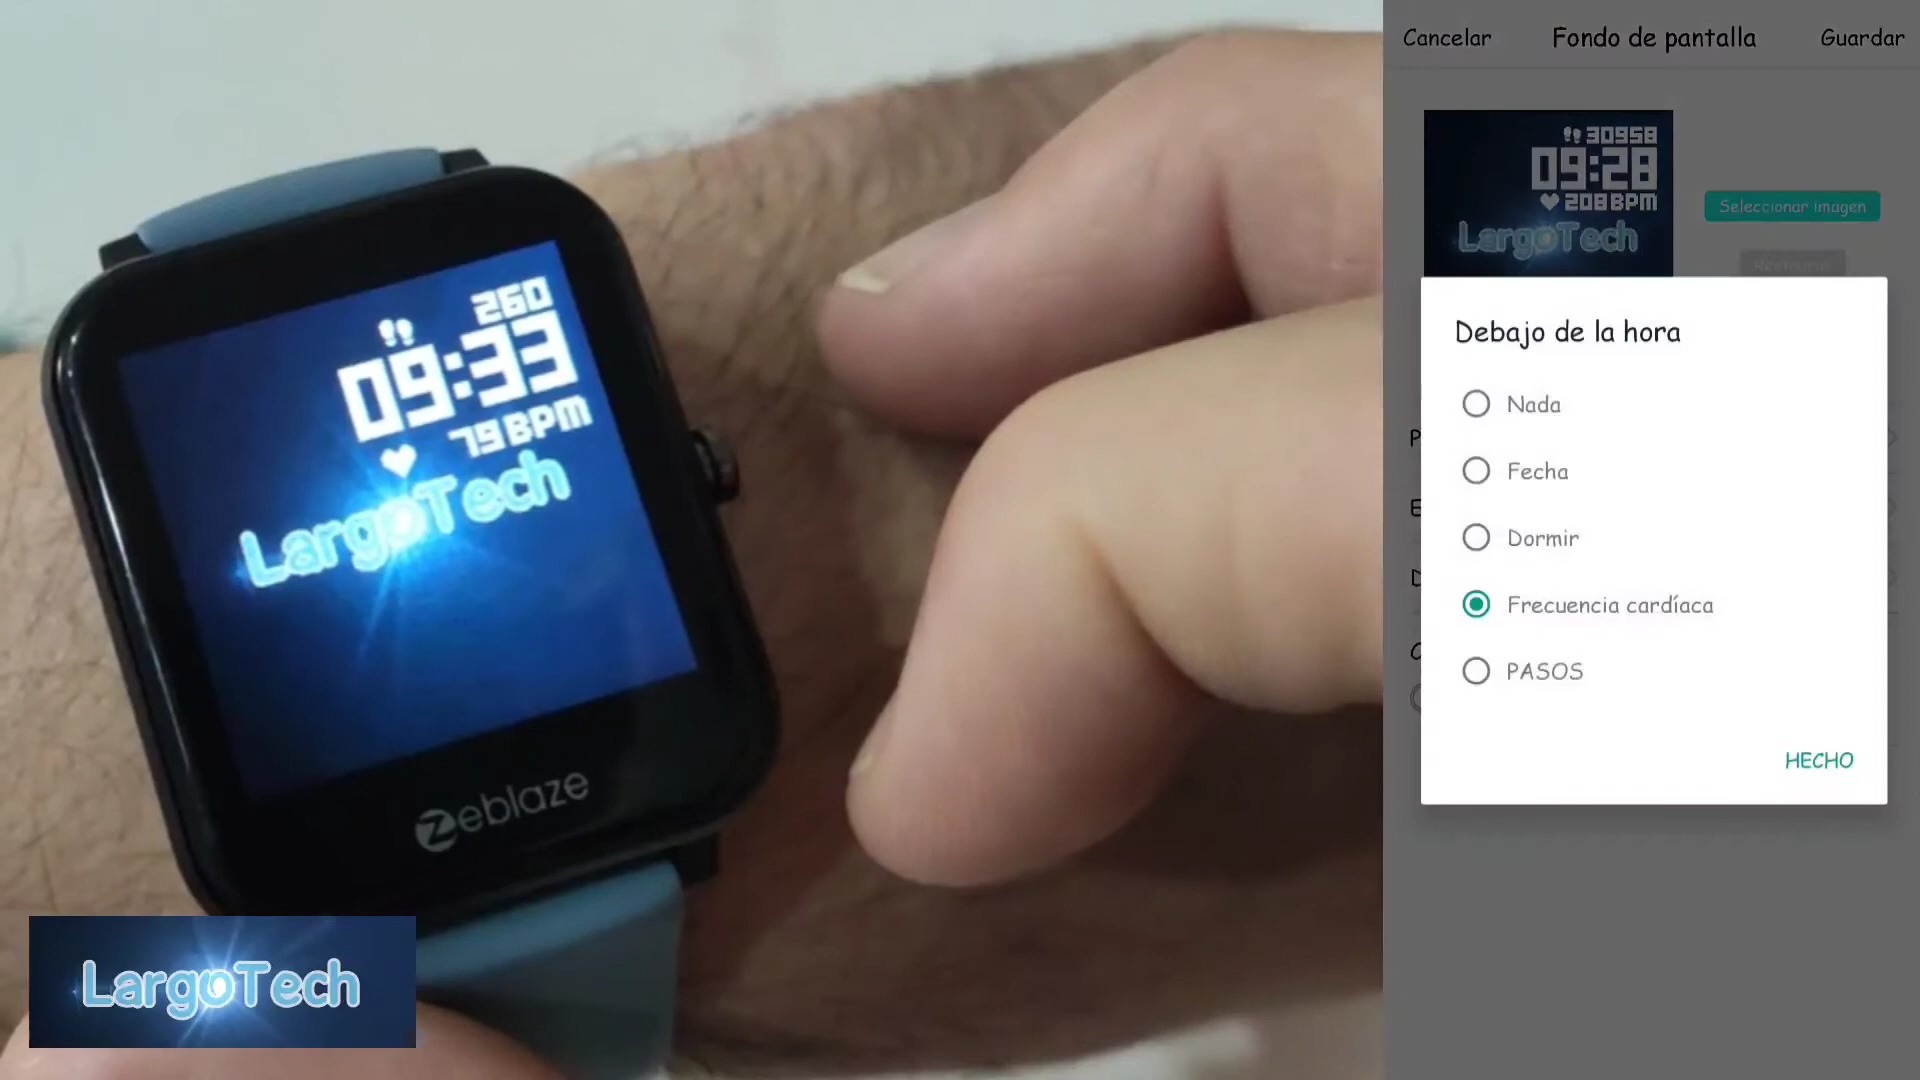 260
09:33
79BPM
LargoTech
zeblaze
LargoTech
Cancelar
Fondo de pantalla
Guardar
30958
09:28
208BPM
LargoTech
Seleccionar imagen
Debajo de la hora
Nada
Fecha
Dormir
Frecuencia cardíaca
PASOS
HECHO